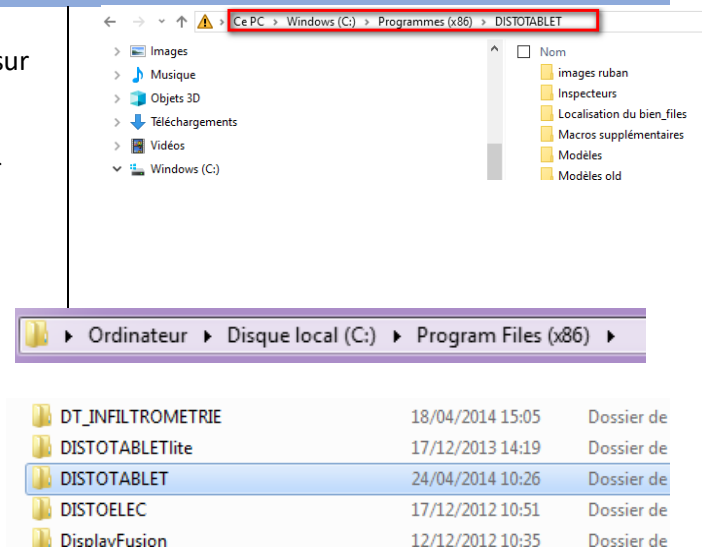 sur
Ce PC > Windows (C:) > Programmes (x86) > DISTOTABLET
Images
Musique
Objets 3D
Téléchargements
Vidéos
Windows (C:)
Nom
images ruban
Inspecteurs
Localisation du bien_files
Macros supplémentaires
Modèles
Modèles old
Ordinateur ▸ Disque local (C:) ▸ Program Files (x86) ▸
DT_INFILTROMETRIE 18/04/2014 15:05 Dossier de
DISTOTABLETlite 17/12/2013 14:19 Dossier de
DISTOTABLET 24/04/2014 10:26 Dossier de
DISTOELEC 17/12/2012 10:51 Dossier de
DisplayFusion 12/12/2012 10:35 Dossier de